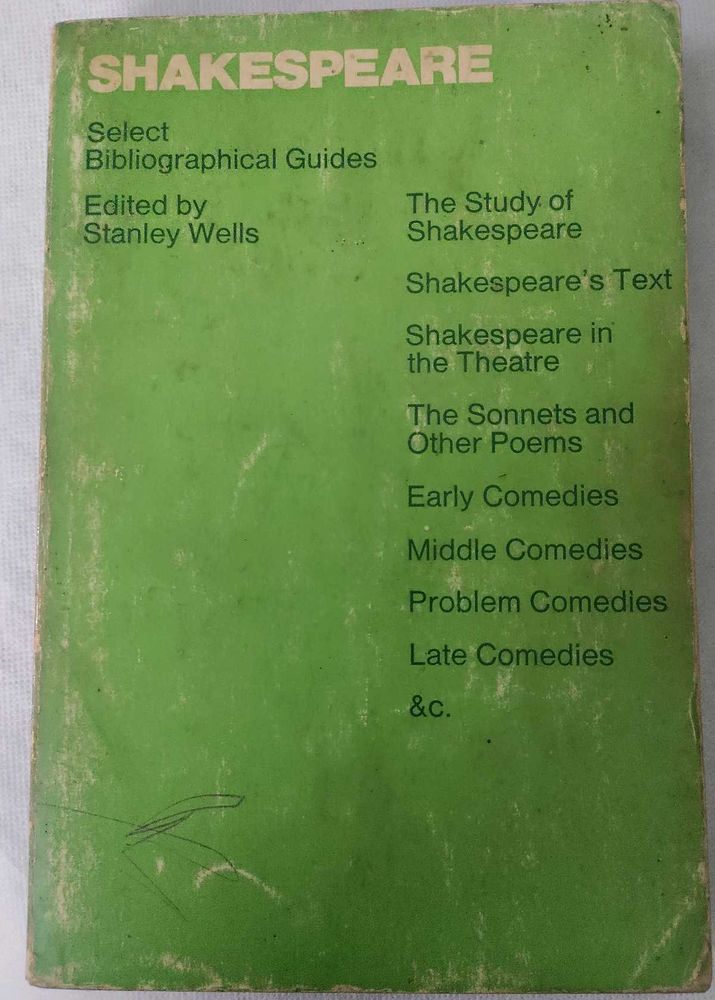 SHAKESPEARE
Select
Bibliographical Guides
Edited by
Stanley Wells
The Study of
Shakespeare
Shakespeare's Text
Shakespeare in
the Theatre
The Sonnets and
Other Poems
Early Comedies
Middle Comedies
Problem Comedies
Late Comedies
&c.